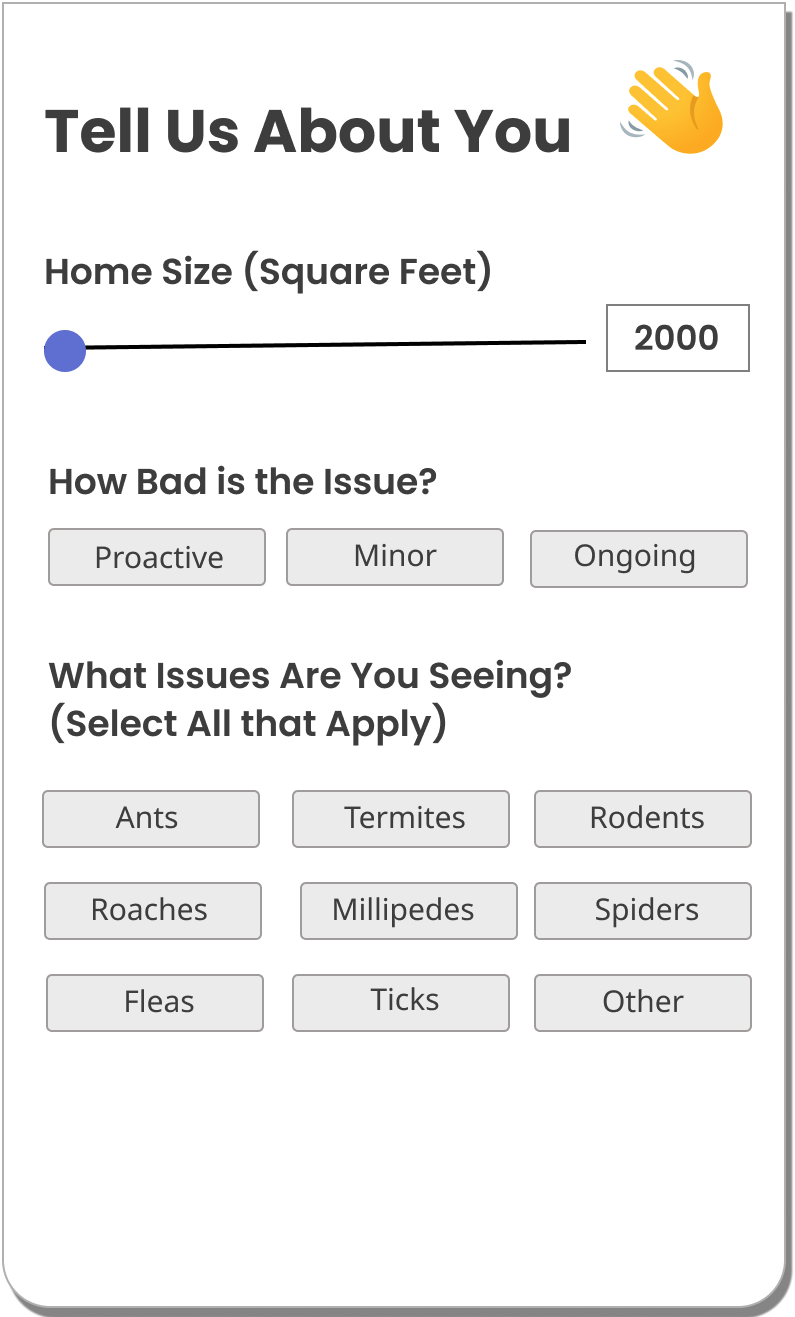 Tell Us About You
Home Size (Square Feet)
2000
How Bad is the Issue?
Proactive Minor Ongoing
What Issues Are You Seeing?
(Select All that Apply)
Ants Termites Rodents
Roaches Millipedes Spiders
Fleas Ticks Other